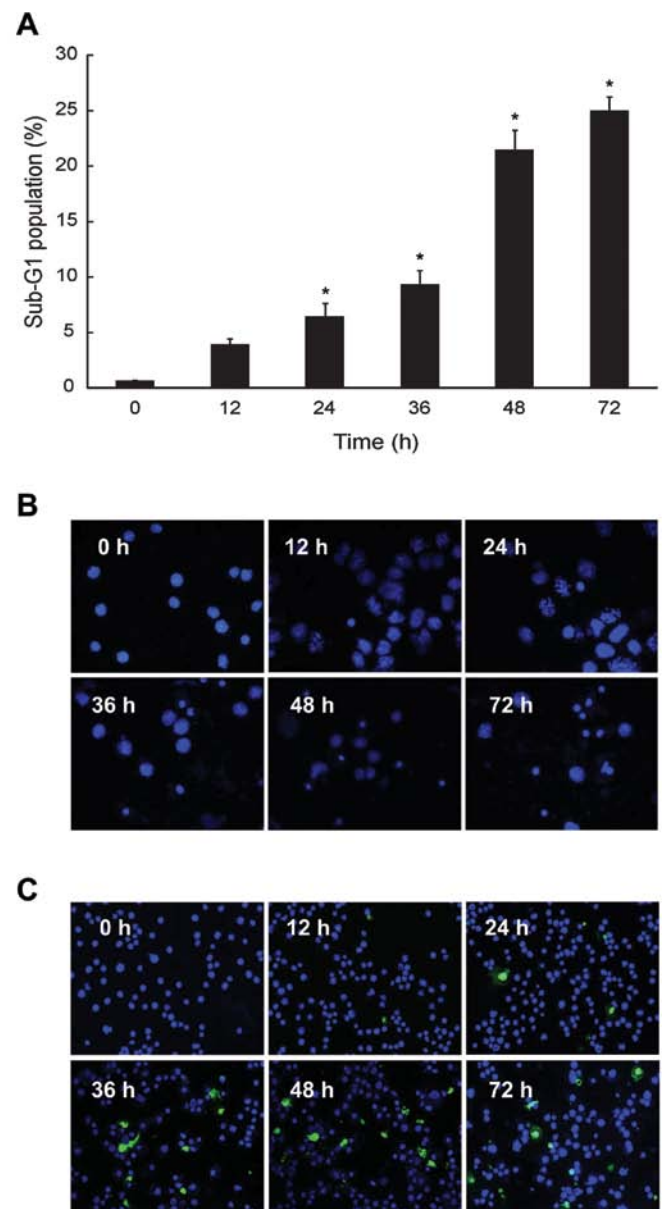 A
30
25
20
15
10
5
0
Sub-G1 population (%)
*
*
*
*
0 12 24 36 48 72
Time (h)
B
0 h 12 h 24 h
36 h 48 h 72 h
C
0 h 12 h 24 h
36 h 48 h 72 h